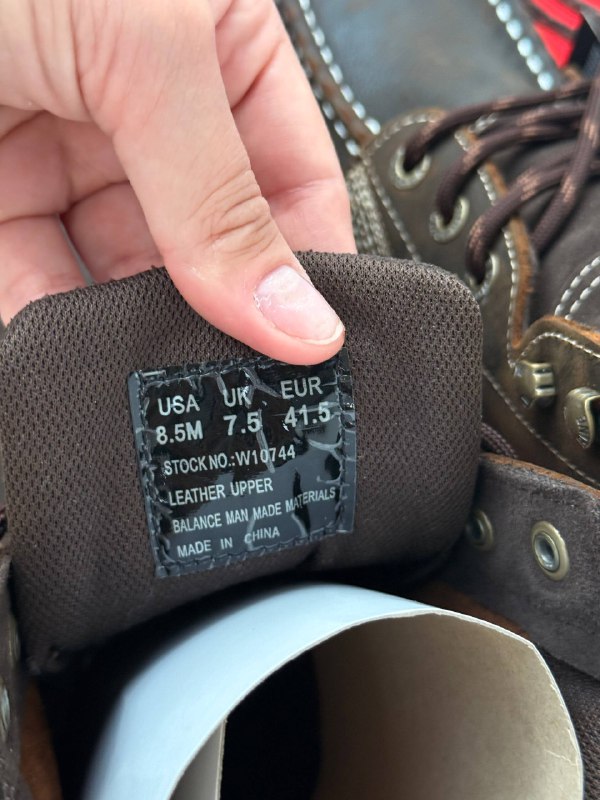 USA UK EUR
8.5M 7.5 41.5
STOCK NO.:W10744
LEATHER UPPER
BALANCE MAN MADE MATERIALS
MADE IN CHINA